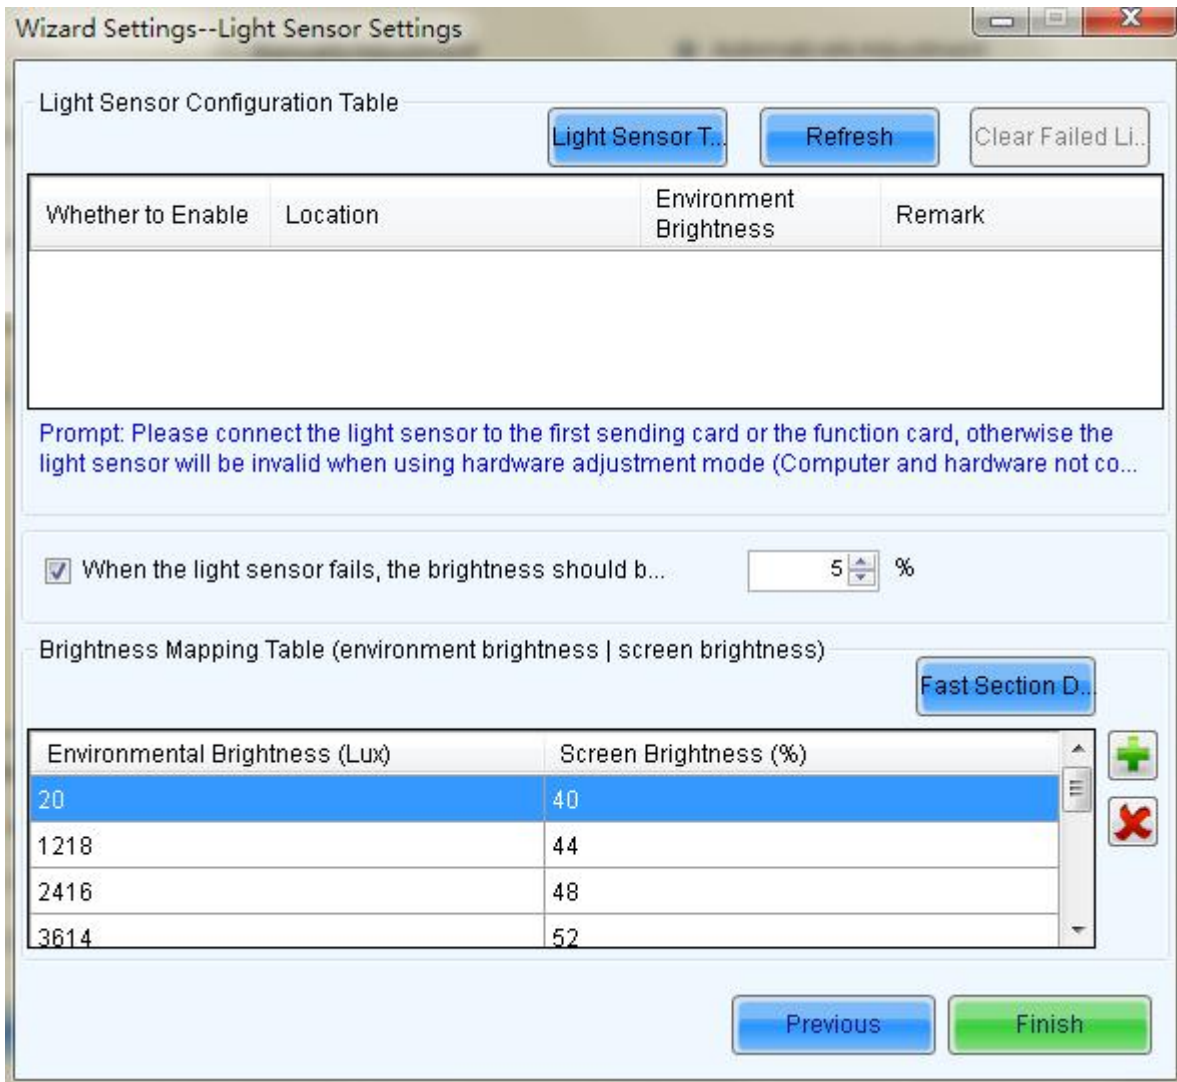 Wizard Settings--Light Sensor Settings
Light Sensor Configuration Table
Light Sensor T...
Refresh
Clear Failed Li...
Whether to Enable
Location
Environment
Brightness
Remark
Prompt: Please connect the light sensor to the first sending card or the function card, otherwise the
light sensor will be invalid when using hardware adjustment mode (Computer and hardware not co...
When the light sensor fails, the brightness should b...
5 %
Brightness Mapping Table (environment brightness | screen brightness)
Fast Section D...
Environmental Brightness (Lux) Screen Brightness (%)
20 40
1218 44
2416 48
3614 52
Previous
Finish